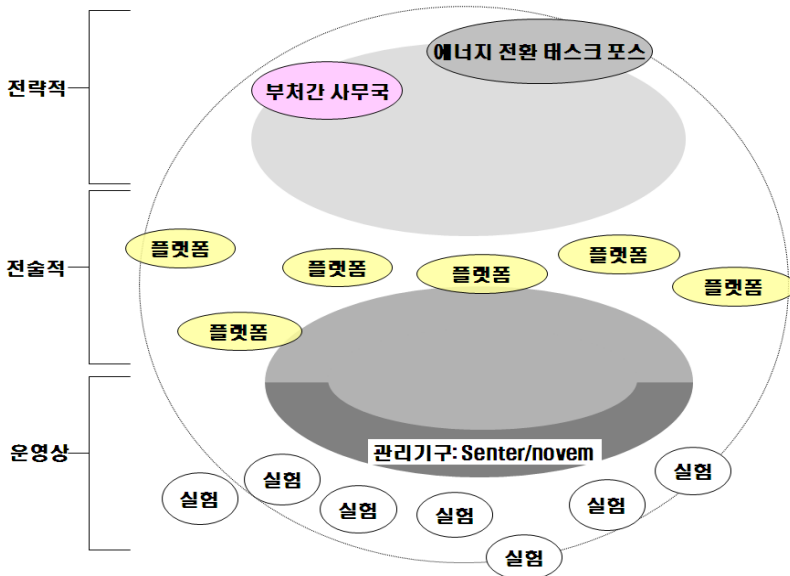 에너지 전환 태스크 포스
부처간 사무국
전략적
플랫폼
플랫폼
플랫폼
플랫폼
플랫폼
플랫폼
전술적
관리기구: Senter/novem
운영상
실험
실험
실험
실험
실험
실험
실험